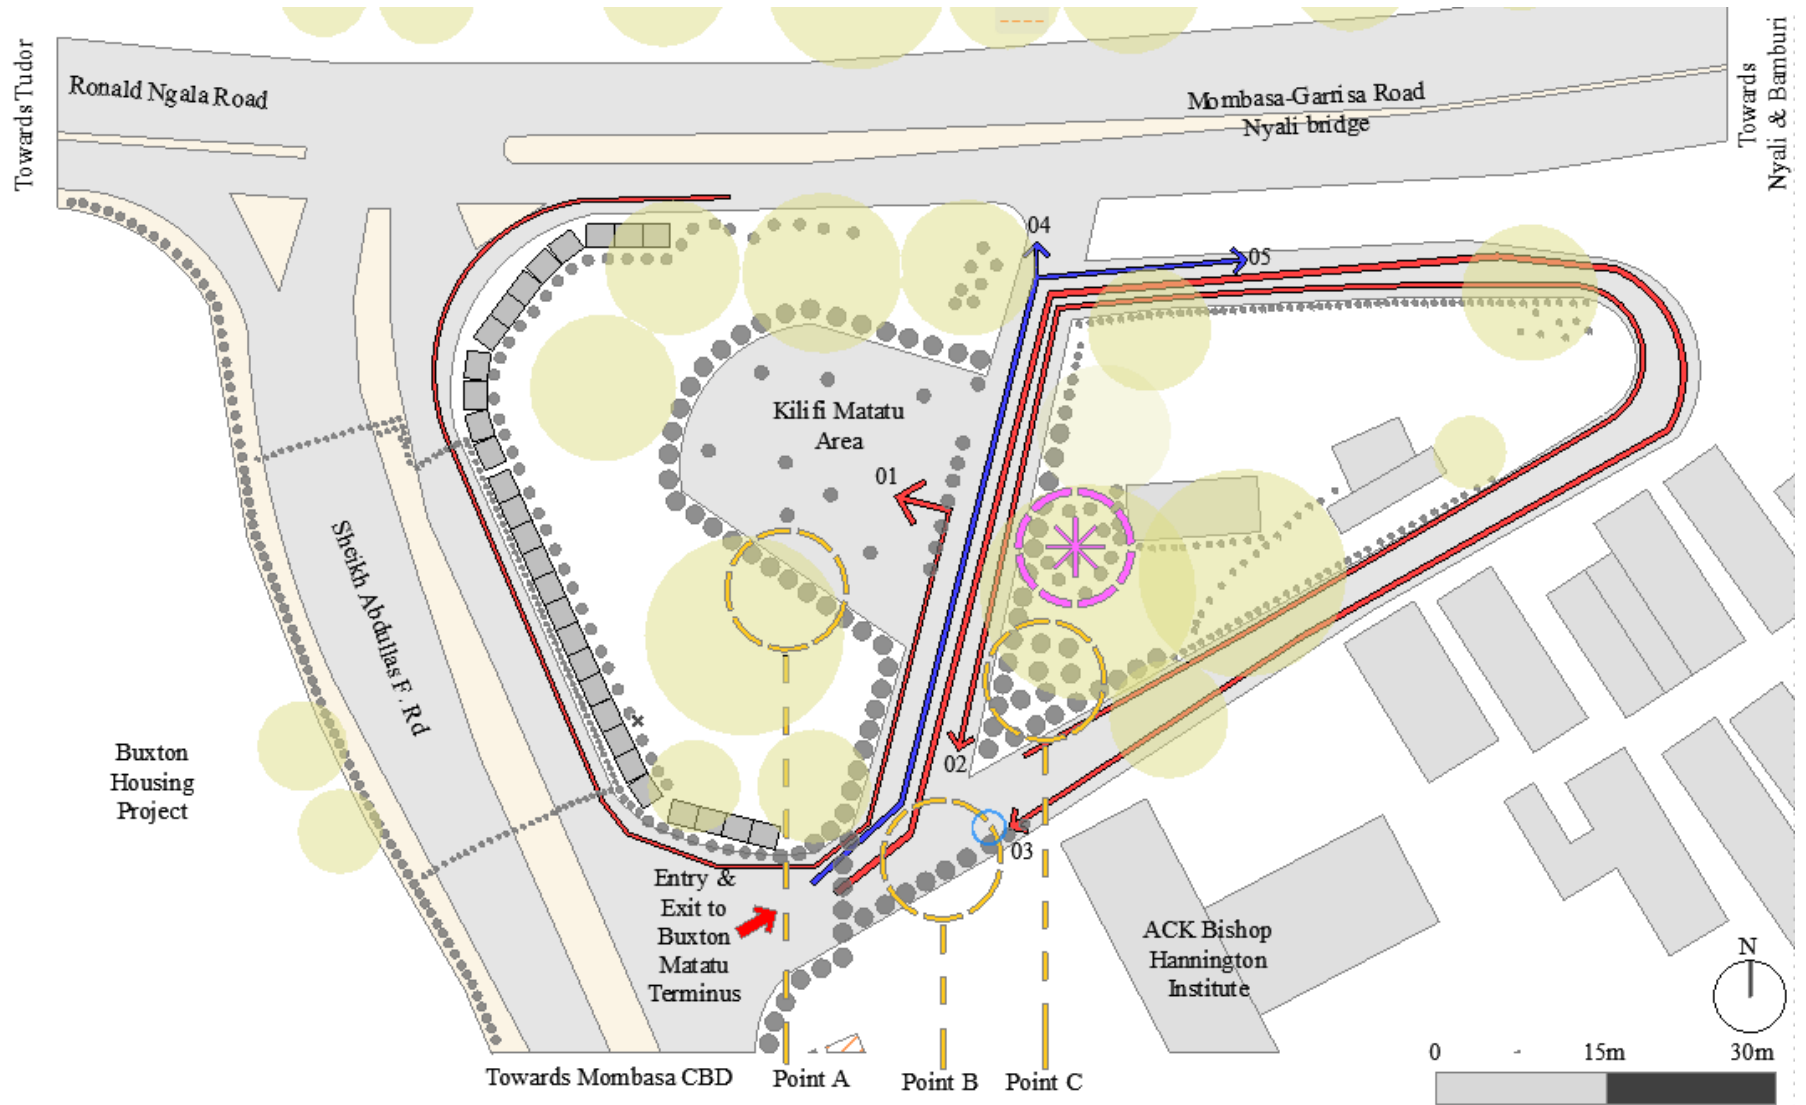 Towards Tudor
Ronald Ngala Road
Mombasa-Garrisa Road
Nyali bridge
Towards
Nyali & Bamburi
04
05
Kilifi Matatu
Area
01
Sheikh Abdullas F. Rd
02
03
Buxton
Housing
Project
Entry &
Exit to
Buxton
Matatu
Terminus
ACK Bishop
Hannington
Institute
N
0
-
15m
30m
Towards Mombasa CBD
Point A
Point B
Point C